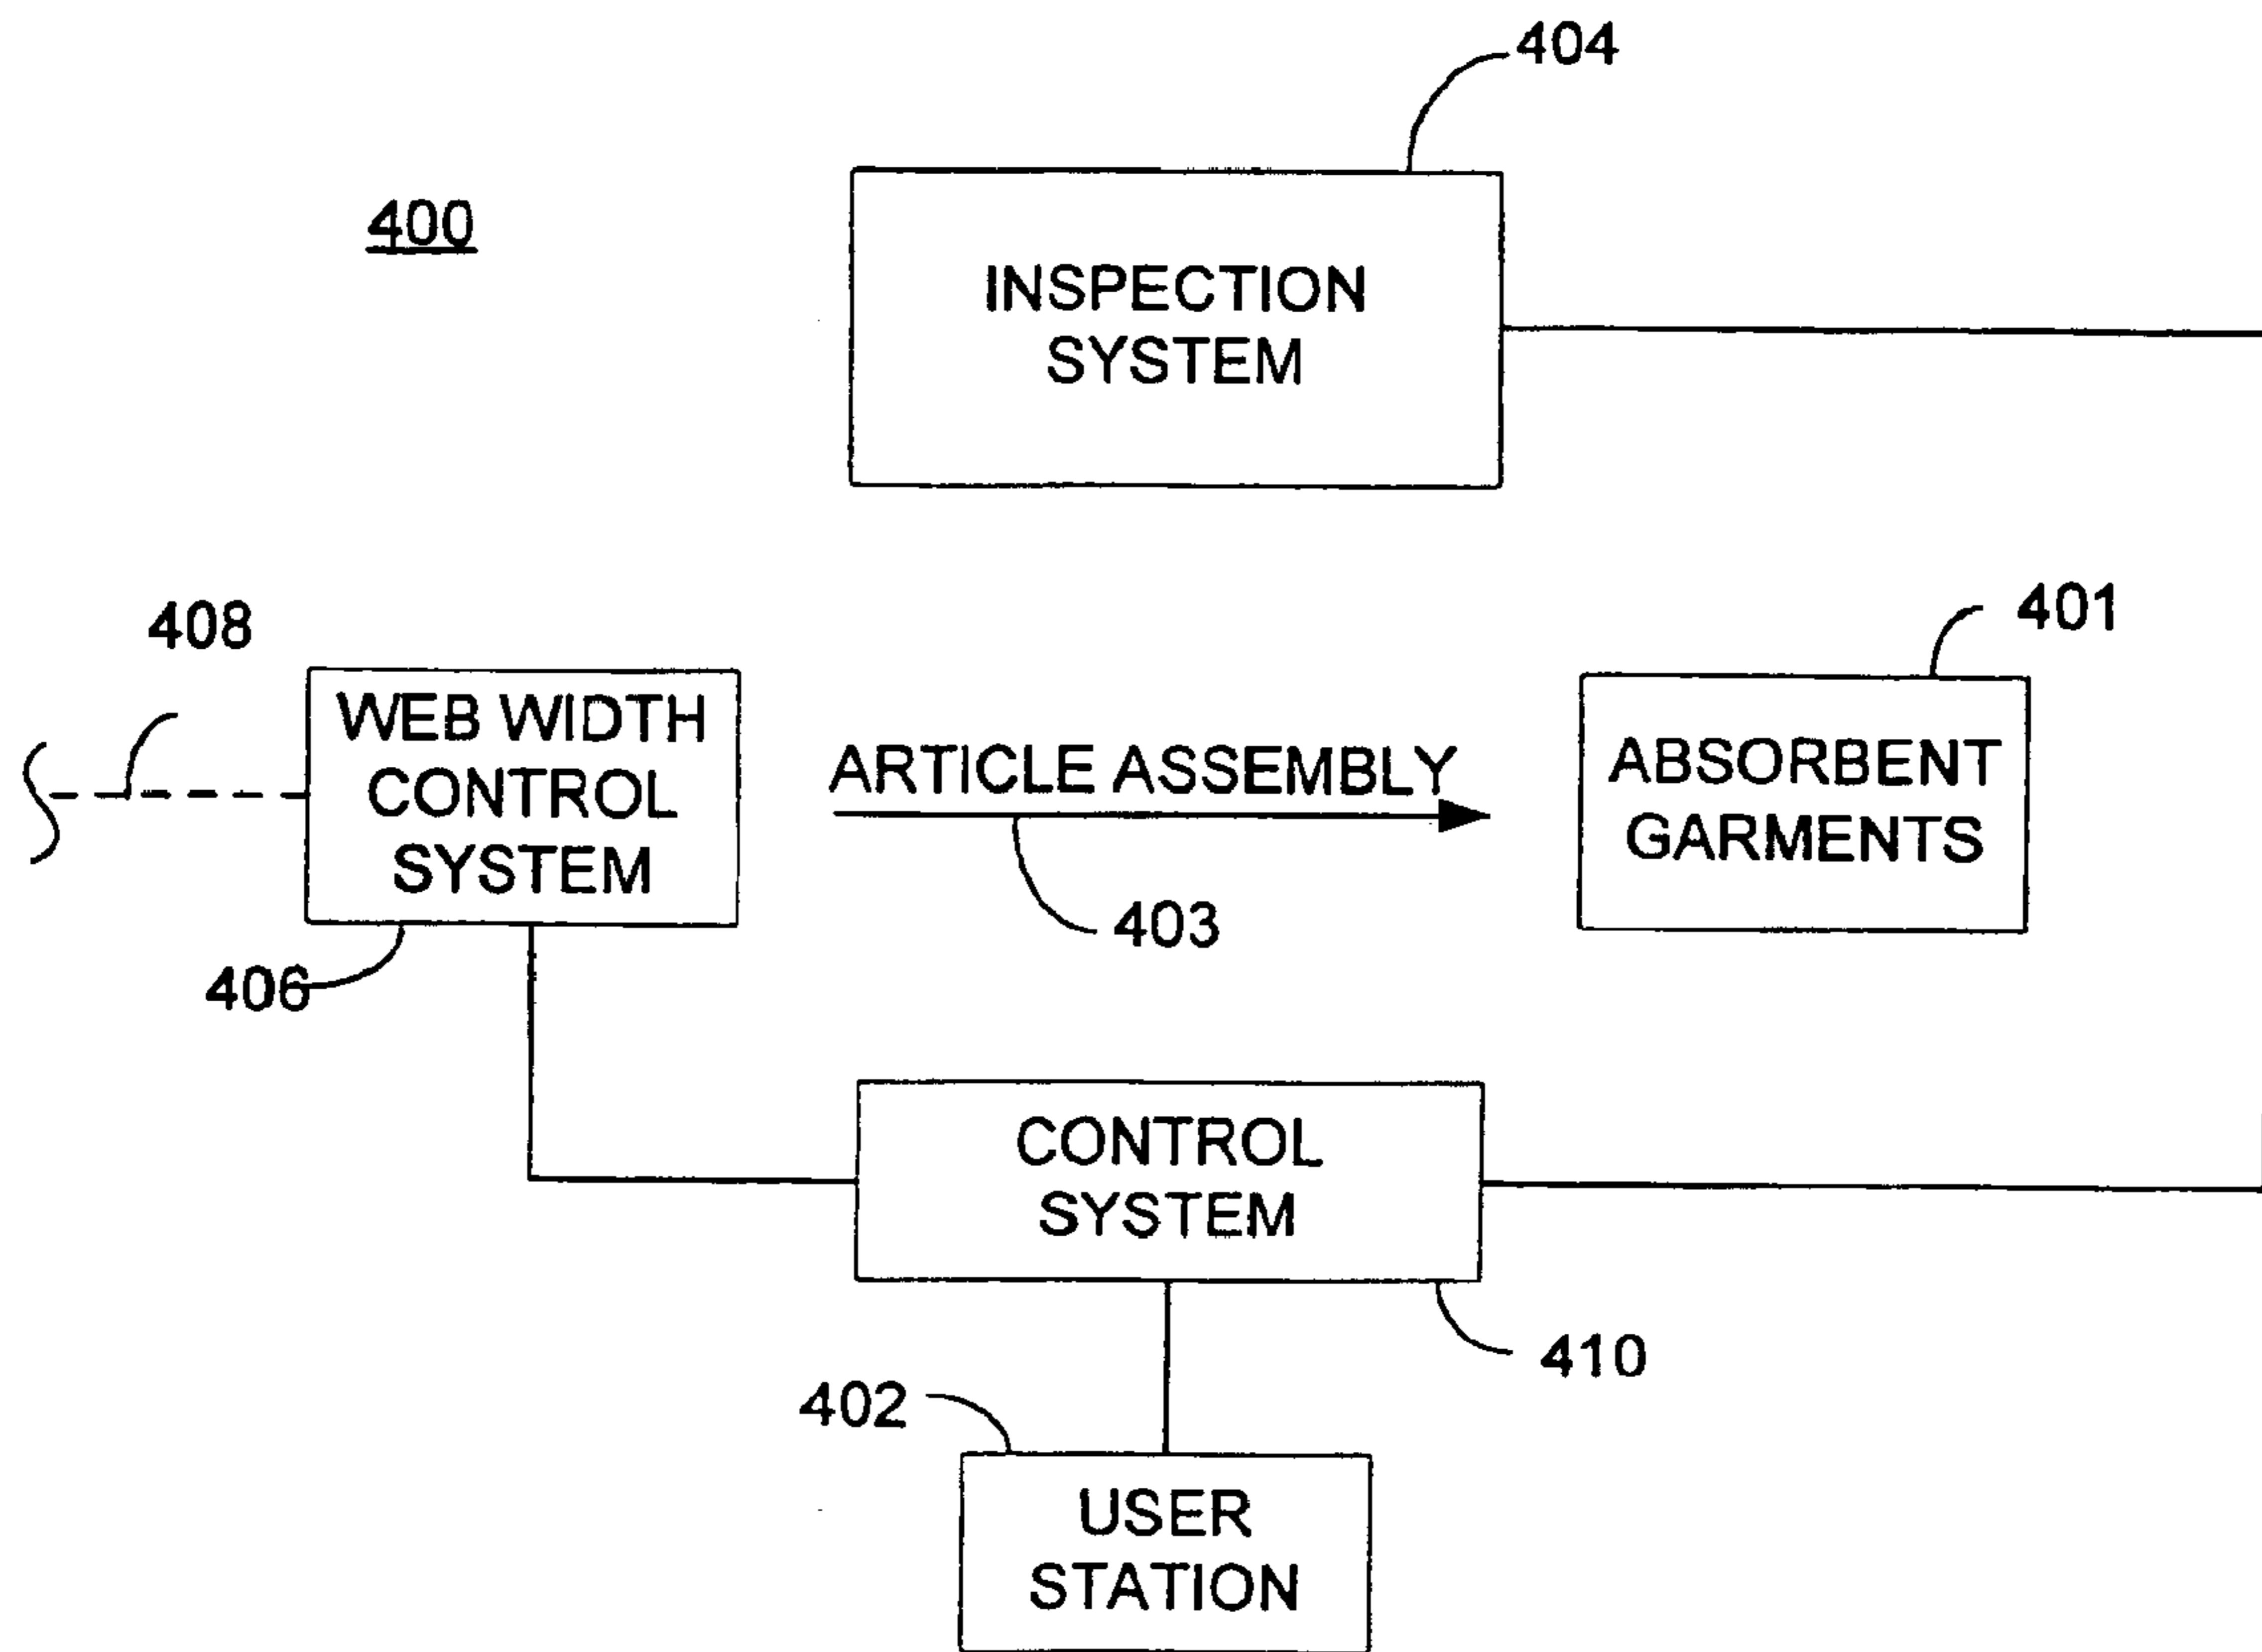 404
400
INSPECTION
SYSTEM
408
401
WEB WIDTH
CONTROL
SYSTEM
ARTICLE ASSEMBLY
ABSORBENT
GARMENTS
403
406
CONTROL
SYSTEM
410
402
USER
STATION